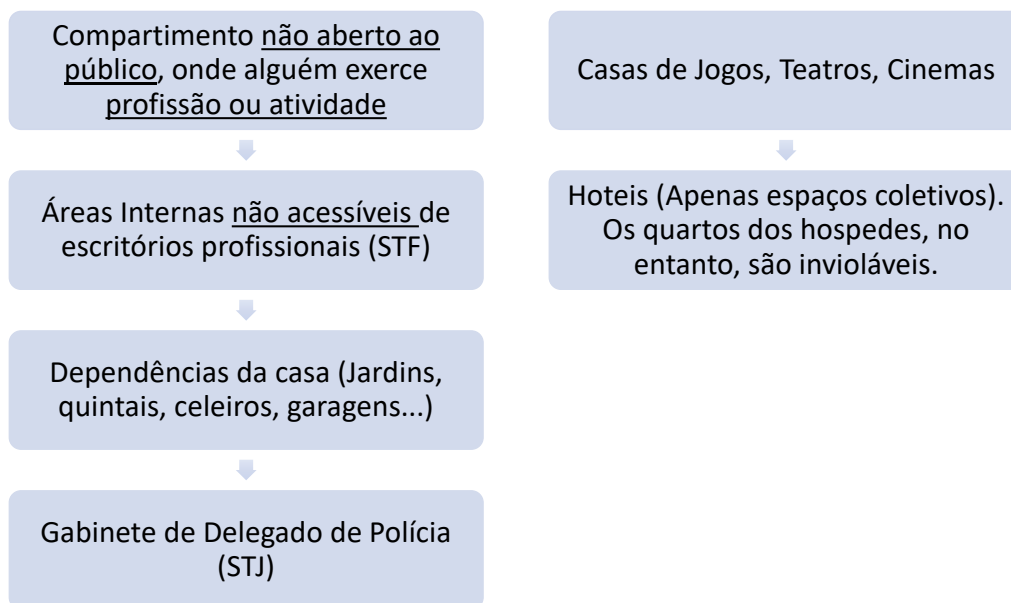 Compartimento não aberto ao
público, onde alguém exerce
profissão ou atividade
Áreas Internas não acessíveis de
escritórios profissionais (STF)
Dependências da casa (Jardins,
quintais, celeiros, garagens...)
Gabinete de Delegado de Polícia
(STJ)
Casas de Jogos, Teatros, Cinemas
Hoteis (Apenas espaços coletivos).
Os quartos dos hospedes, no
entanto, são invioláveis.